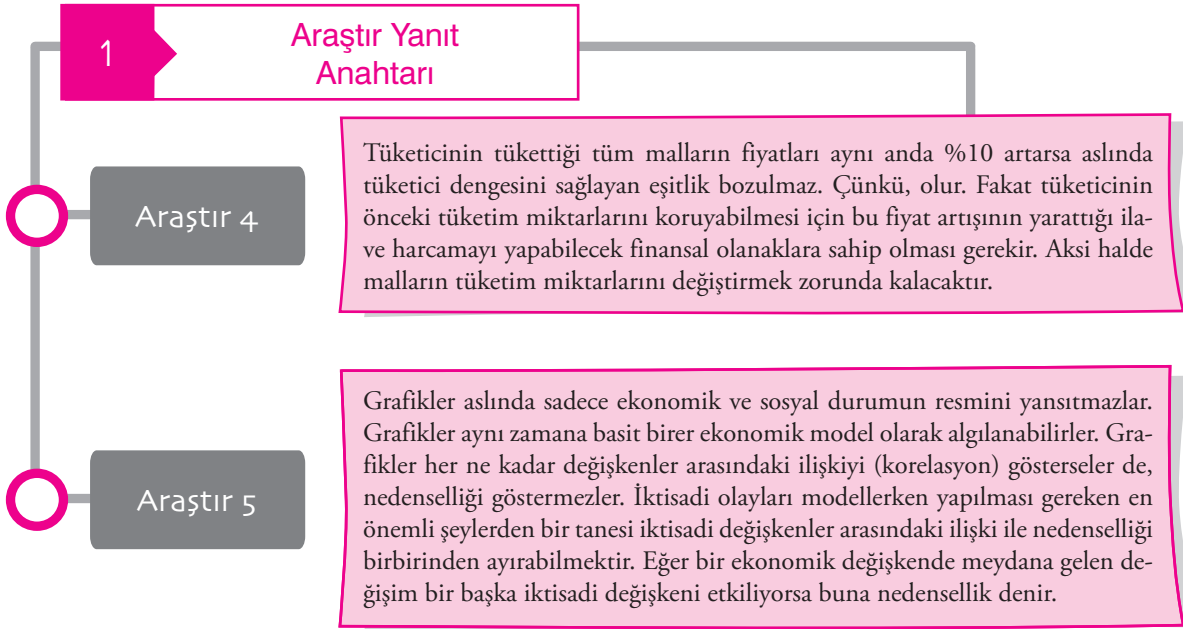 1
Araştır Yanıt
Anahtarı
Araştır 4
Tüketicinin tükettiği tüm malların fiyatları aynı anda %10 artarsa aslında
tüketici dengesini sağlayan eşitlik bozulmaz. Çünkü, olur. Fakat tüketicinin
önceki tüketim miktarlarını koruyabilmesi için bu fiyat artışının yarattığı ila-
ve harcamayı yapabilecek finansal olanaklara sahip olması gerekir. Aksi halde
malların tüketim miktarlarını değiştirmek zorunda kalacaktır.
Araştır 5
Grafikler aslında sadece ekonomik ve sosyal durumun resmini yansıtmazlar.
Grafikler aynı zamana basit birer ekonomik model olarak algılanabilirler. Gra-
fikler her ne kadar değişkenler arasındaki ilişkiyi (korelasyon) gösterseler de,
nedenselliği göstermezler. İktisadi olayları modellerken yapılması gereken en
önemli şeylerden bir tanesi iktisadi değişkenler arasındaki ilişki ile nedenselliği
birbirinden ayırabilmektir. Eğer bir ekonomik değişkende meydana gelen de-
ğişim bir başka iktisadi değişkeni etkiliyorsa buna nedensellik denir.